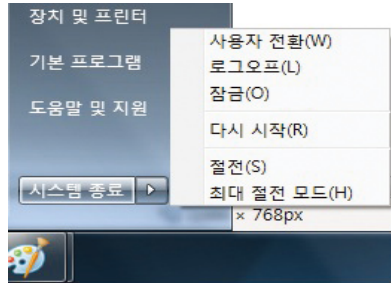 장치 및 프린터
기본 프로그램
도움말 및 지원
시스템 종료
사용자 전환(W)
로그오프(L)
잠금(O)
다시 시작(R)
절전(S)
최대 절전 모드(H)
× 768px